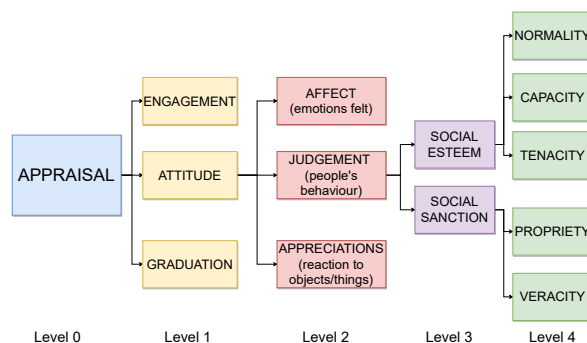 APPRAISAL
ENGAGEMENT
ATTITUDE
GRADUATION
AFFECT
(emotions felt)
JUDGEMENT
(people's
behaviour)
APPRECIATIONS
(reaction to
objects/things)
SOCIAL
ESTEEM
SOCIAL
SANCTION
NORMALITY
CAPACITY
TENACITY
PROPRIETY
VERACITY
Level 0
Level 1
Level 2
Level 3
Level 4